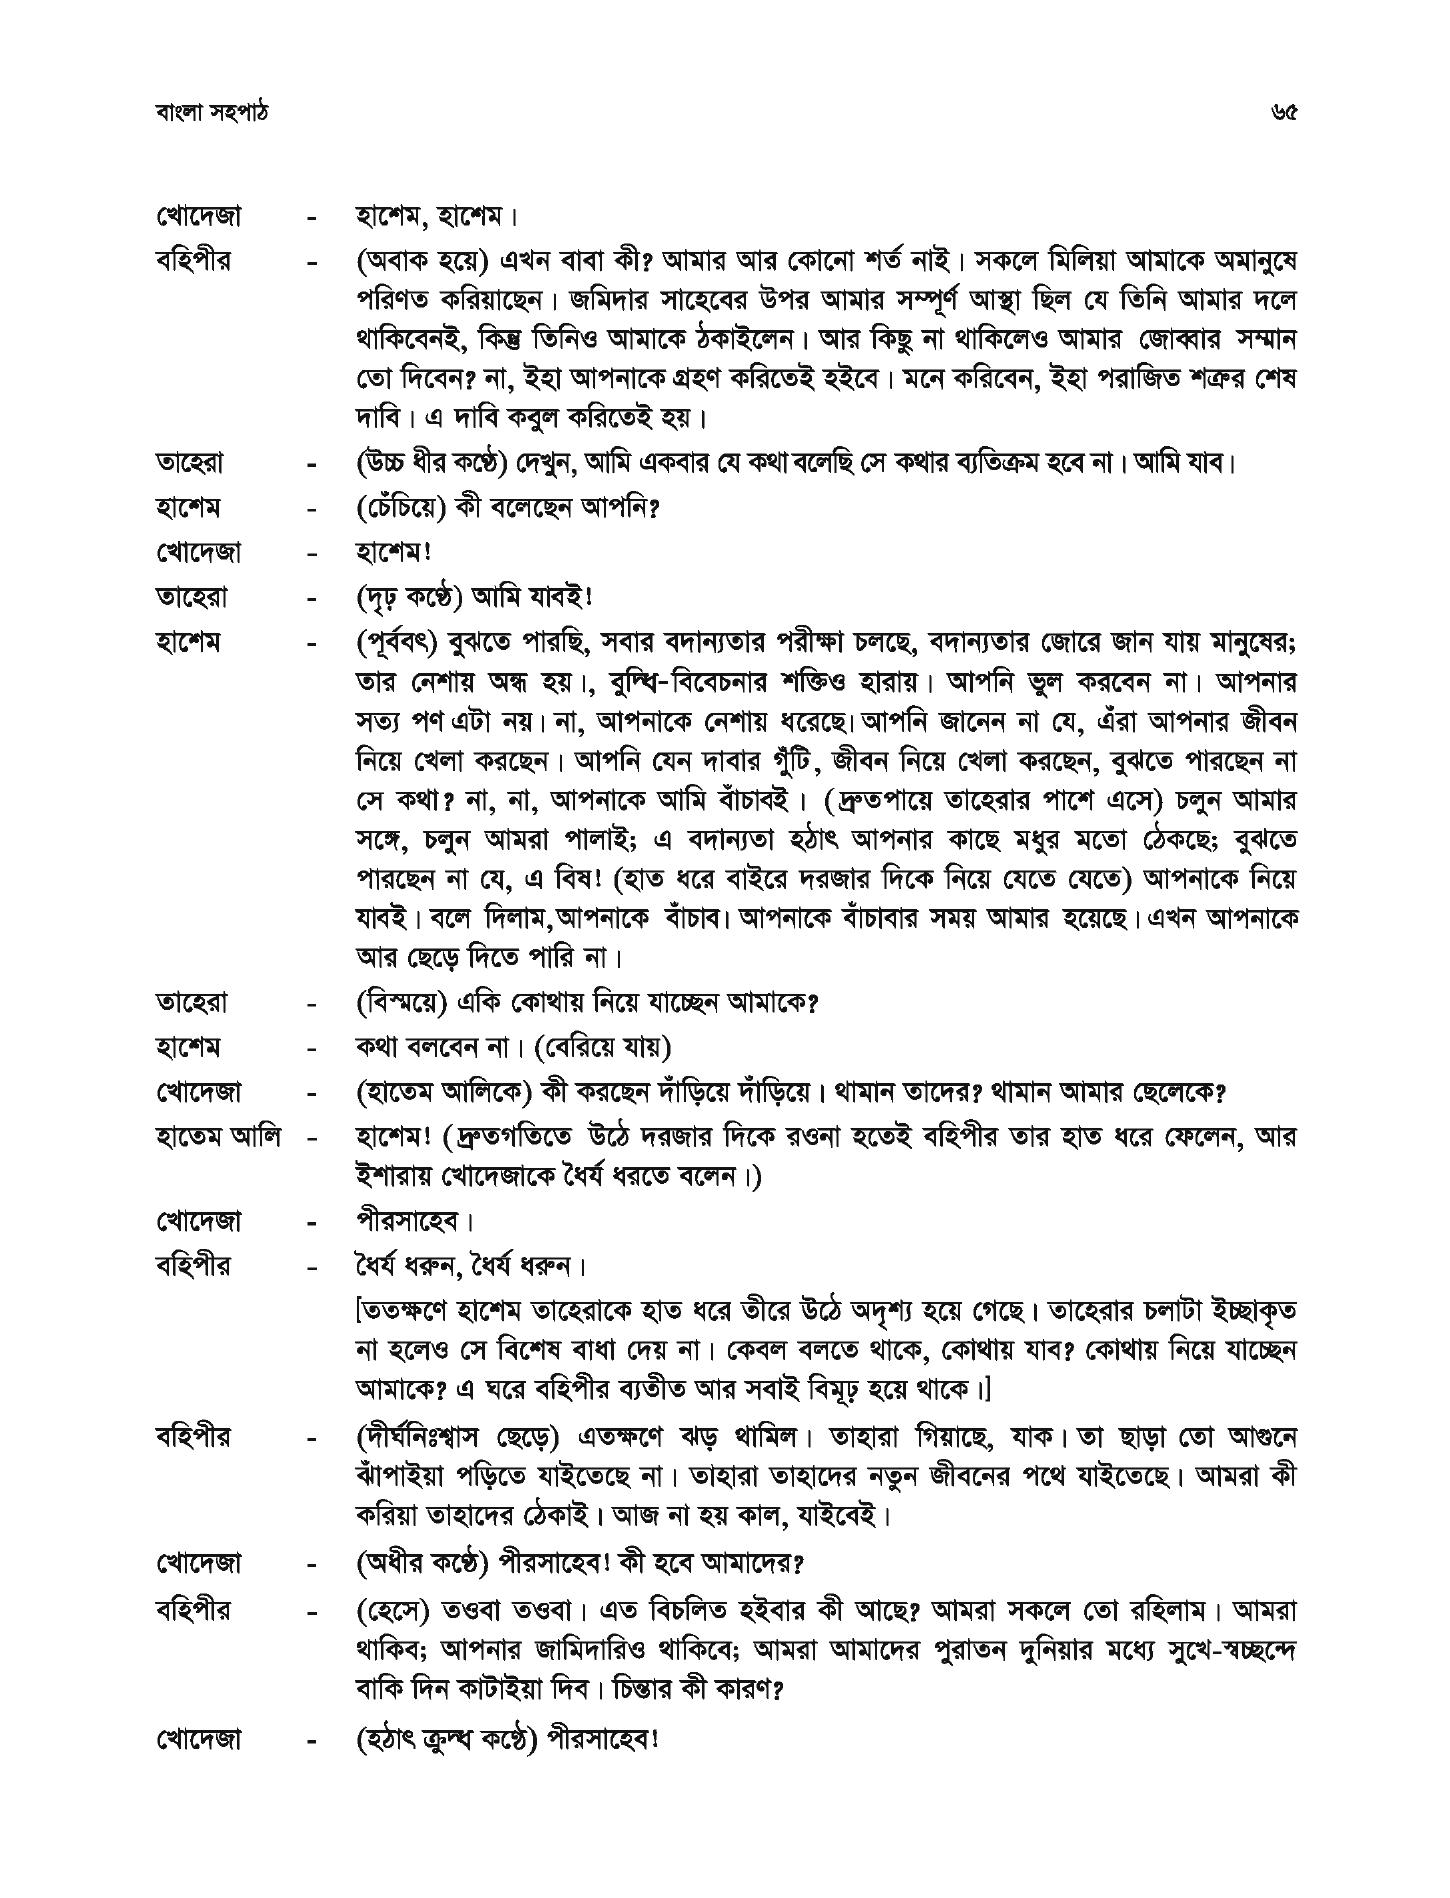 বাংলা সহপাঠ ৬৫
খোদেজা - হাশেম, হাশেম।
বহিপীর - (অবাক হয়ে) এখন বাবা কী? আমার আর কোনো শর্ত নাই। সকলে মিলিয়া আমাকে অমানুষে
পরিণত করিয়াছেন। জমিদার সাহেবের উপর আমার সম্পূর্ণ আস্থা ছিল যে তিনি আমার দলে
থাকিবেনই, কিন্তু তিনিও আমাকে ঠকাইলেন। আর কিছু না থাকিলেও আমার জোব্বার সম্মান
তো দিবেন? না, ইহা আপনাকে গ্রহণ করিতেই হইবে। মনে করিবেন, ইহা পরাজিত শত্রুর শেষ
দাবি। এ দাবি কবুল করিতেই হয়।
তাহেরা - (উচ্চ ধীর কণ্ঠে) দেখুন, আমি একবার যে কথা বলেছি সে কথার ব্যতিক্রম হবে না। আমি যাব।
হাশেম - (চেঁচিয়ে) কী বলেছেন আপনি?
খোদেজা - হাশেম!
তাহেরা - (দৃঢ় কণ্ঠে) আমি যাবই!
হাশেম - (পূর্ববৎ) বুঝতে পারছি, সবার বদান্যতার পরীক্ষা চলছে, বদান্যতার জোরে জান যায় মানুষের;
তার নেশায় অন্ধ হয়।, বুদ্ধি-বিবেচনার শক্তিও হারায়। আপনি ভুল করবেন না। আপনার
সত্য পণ এটা নয়। না, আপনাকে নেশায় ধরেছে। আপনি জানেন না যে, এঁরা আপনার জীবন
নিয়ে খেলা করছেন। আপনি যেন দাবার গুঁটি, জীবন নিয়ে খেলা করছেন, বুঝতে পারছেন না
সে কথা? না, না, আপনাকে আমি বাঁচাবই। (দ্রুতপায়ে তাহেরার পাশে এসে) চলুন আমার
সঙ্গে, চলুন আমরা পালাই; এ বদান্যতা হঠাৎ আপনার কাছে মধুর মতো ঠেকছে; বুঝতে
পারছেন না যে, এ বিষ! (হাত ধরে বাইরে দরজার দিকে নিয়ে যেতে যেতে) আপনাকে নিয়ে
যাবই। বলে দিলাম,আপনাকে বাঁচাব। আপনাকে বাঁচাবার সময় আমার হয়েছে। এখন আপনাকে
আর ছেড়ে দিতে পারি না।
তাহেরা - (বিস্ময়ে) একি কোথায় নিয়ে যাচ্ছেন আমাকে?
হাশেম - কথা বলবেন না। (বেরিয়ে যায়)
খোদেজা - (হাতেম আলিকে) কী করছেন দাঁড়িয়ে দাঁড়িয়ে। থামান তাদের? থামান আমার ছেলেকে?
হাতেম আলি - হাশেম! (দ্রুতগতিতে উঠে দরজার দিকে রওনা হতেই বহিপীর তার হাত ধরে ফেলেন, আর
ইশারায় খোদেজাকে ধৈর্য ধরতে বলেন।)
খোদেজা - পীরসাহেব।
বহিপীর - ধৈর্য ধরুন, ধৈর্য ধরুন।
[ততক্ষণে হাশেম তাহেরাকে হাত ধরে তীরে উঠে অদৃশ্য হয়ে গেছে। তাহেরার চলাটা ইচ্ছাকৃত
না হলেও সে বিশেষ বাধা দেয় না। কেবল বলতে থাকে, কোথায় যাব? কোথায় নিয়ে যাচ্ছেন
আমাকে? এ ঘরে বহিপীর ব্যতীত আর সবাই বিমূঢ় হয়ে থাকে।]
বহিপীর - (দীর্ঘনিঃশ্বাস ছেড়ে) এতক্ষণে ঝড় থামিল। তাহারা গিয়াছে, যাক। তা ছাড়া তো আগুনে
ঝাঁপাইয়া পড়িতে যাইতেছে না। তাহারা তাহাদের নতুন জীবনের পথে যাইতেছে। আমরা কী
করিয়া তাহাদের ঠেকাই। আজ না হয় কাল, যাইবেই।
খোদেজা - (অধীর কণ্ঠে) পীরসাহেব! কী হবে আমাদের?
বহিপীর - (হেসে) তওবা তওবা। এত বিচলিত হইবার কী আছে? আমরা সকলে তো রহিলাম। আমরা
থাকিব; আপনার জামিদারিও থাকিবে; আমরা আমাদের পুরাতন দুনিয়ার মধ্যে সুখে-স্বচ্ছন্দে
বাকি দিন কাটাইয়া দিব। চিন্তার কী কারণ?
খোদেজা - (হঠাৎ ক্রুদ্ধ কণ্ঠে) পীরসাহেব!